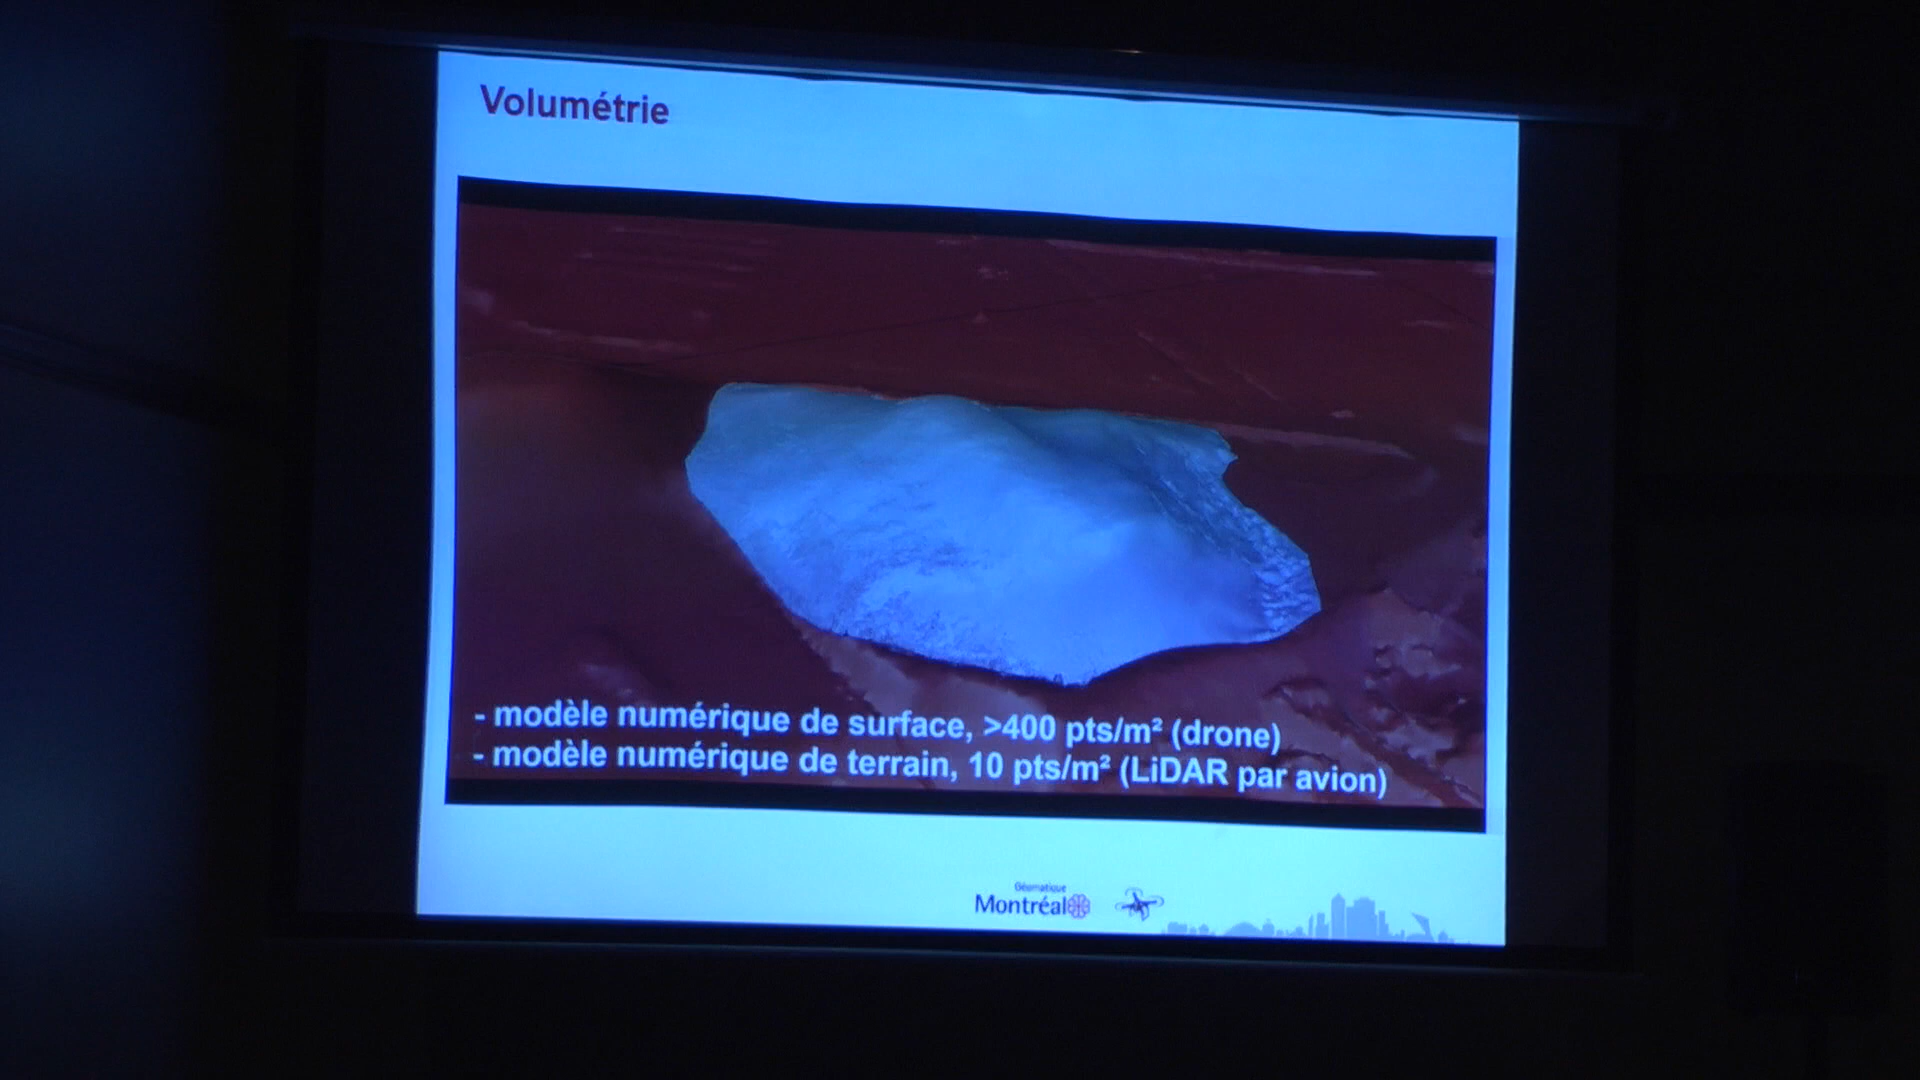 Volumétrie
- modèle numérique de surface, >400 pts/m² (drone)
- modèle numérique de terrain, 10 pts/m² (LiDAR par avion)
Géomatique
Montréal